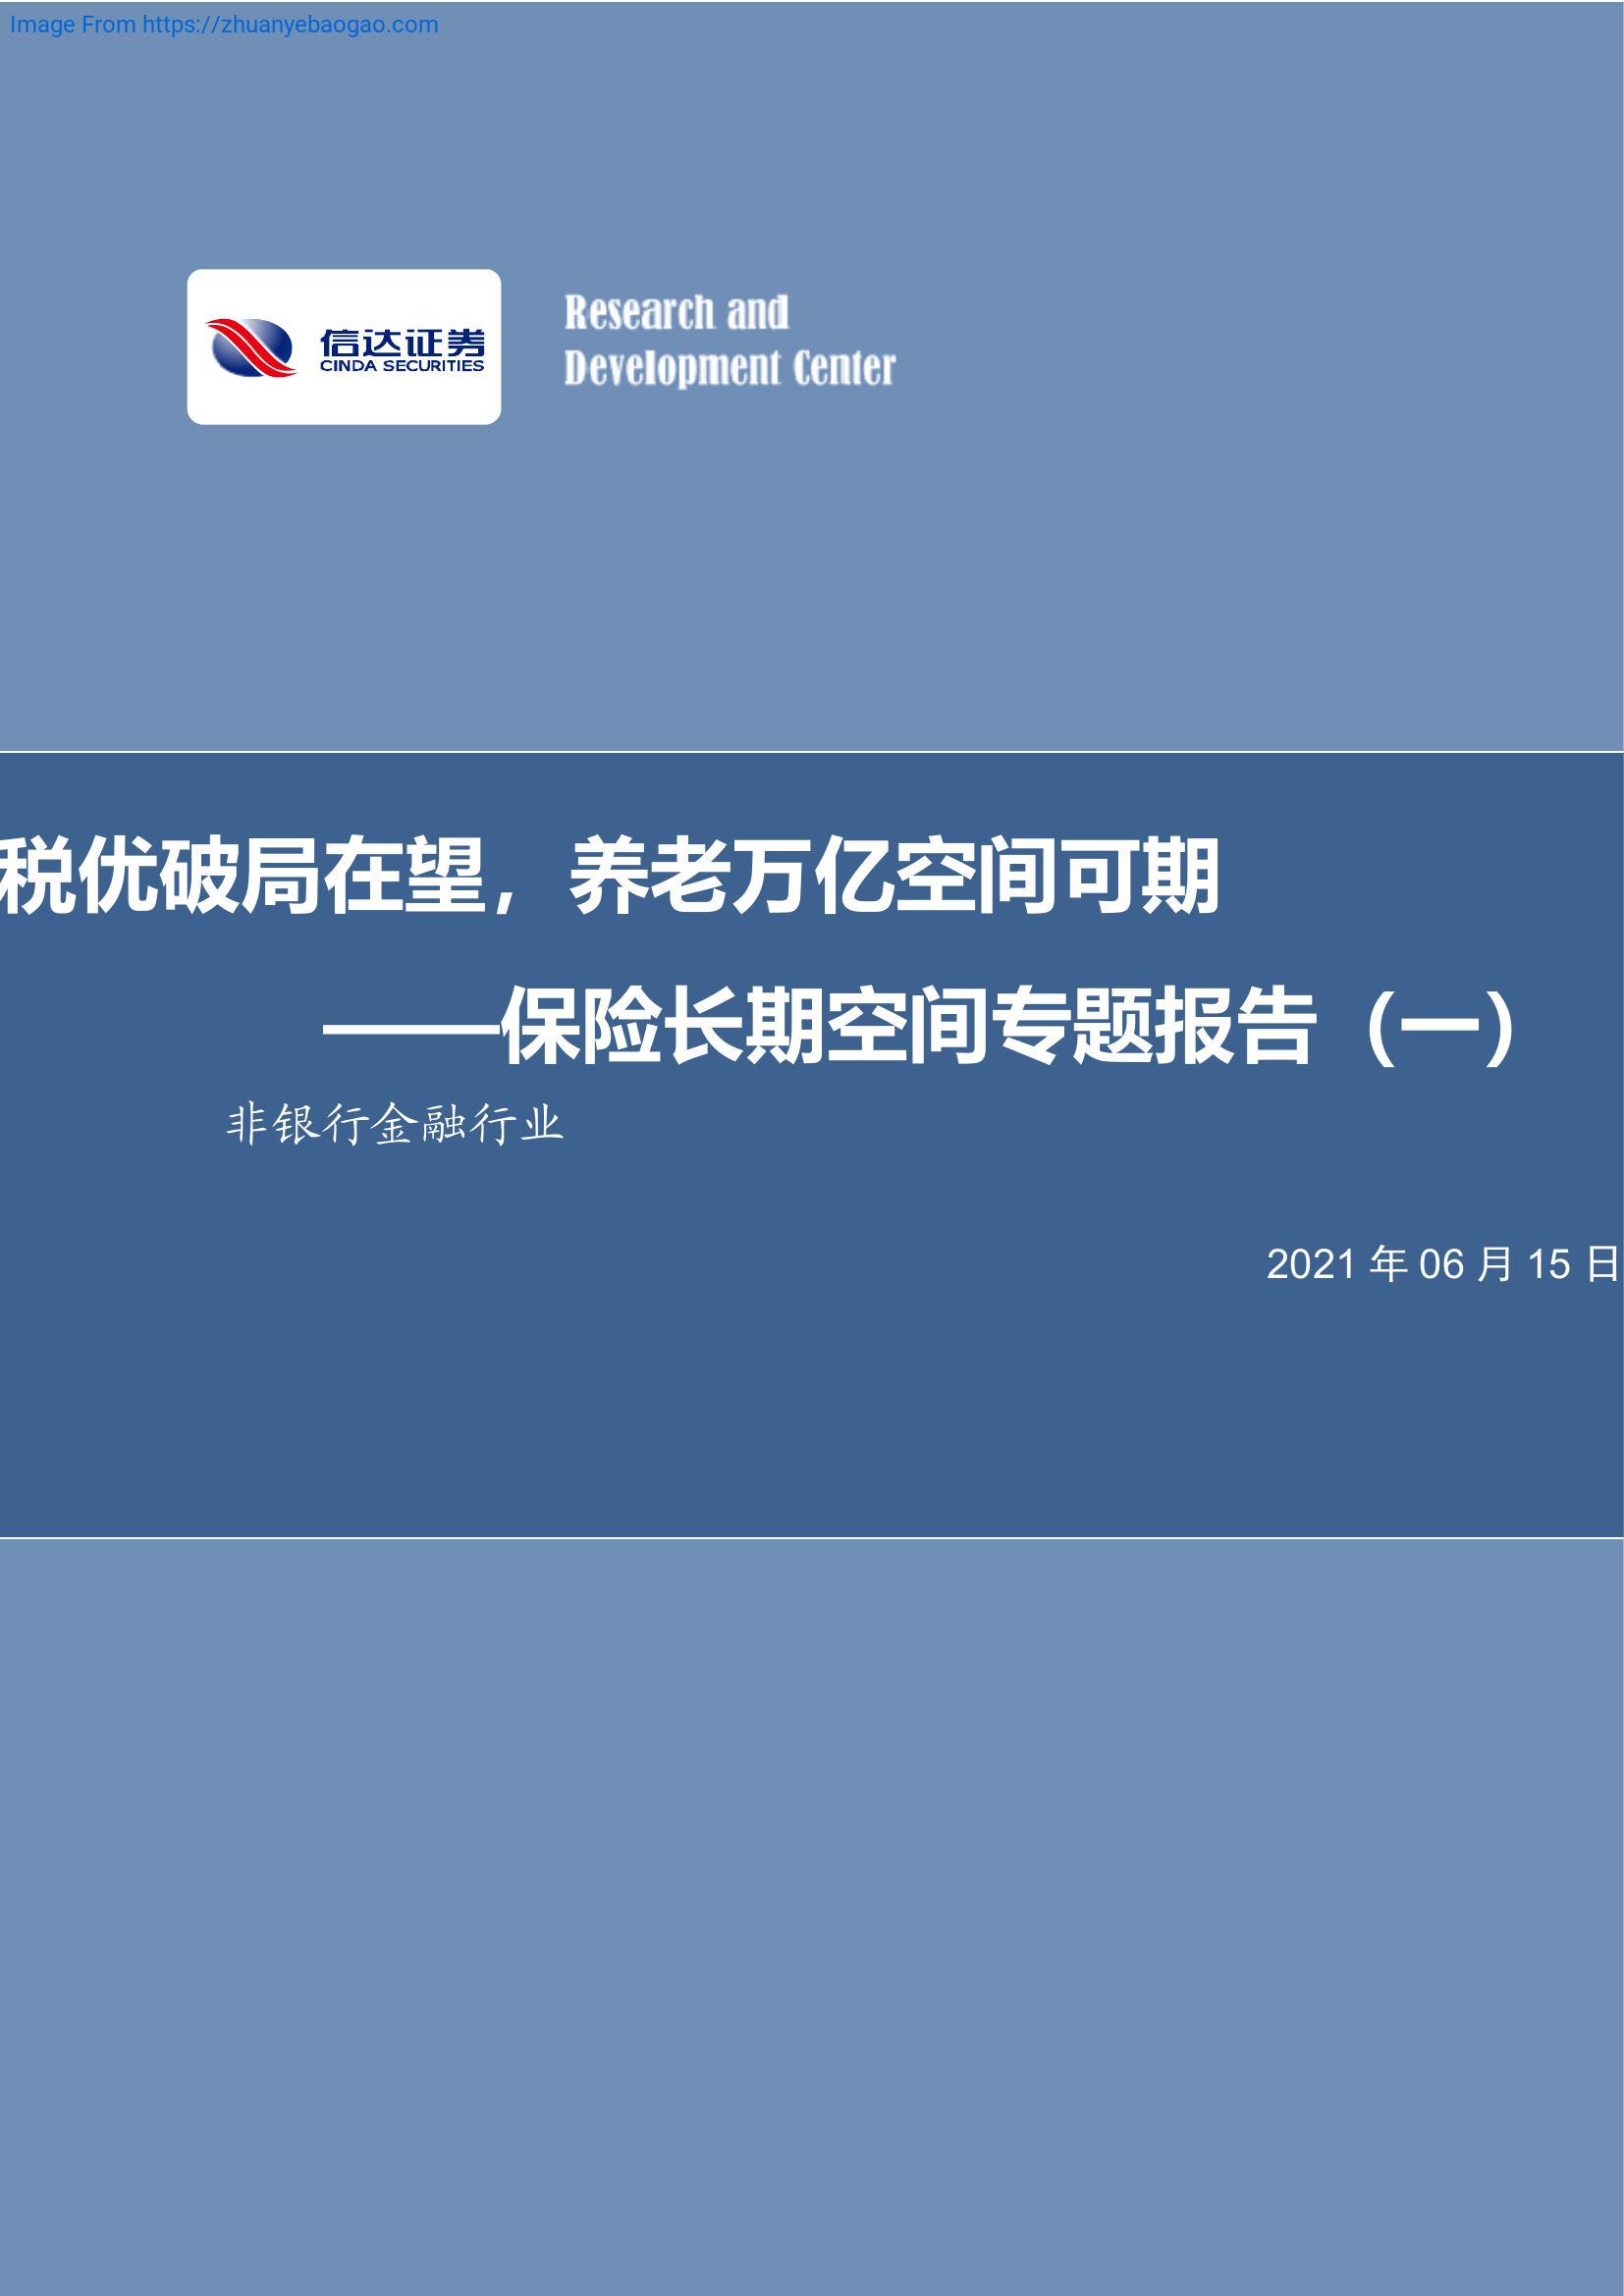 Image From https://zhuanyebaogao.com
信达证券
CINDA SECURITIES
Research and
Development Center
税优破局在望，养老万亿空间可期
——保险长期空间专题报告（一）
非银行金融行业
2021 年 06 月 15 日